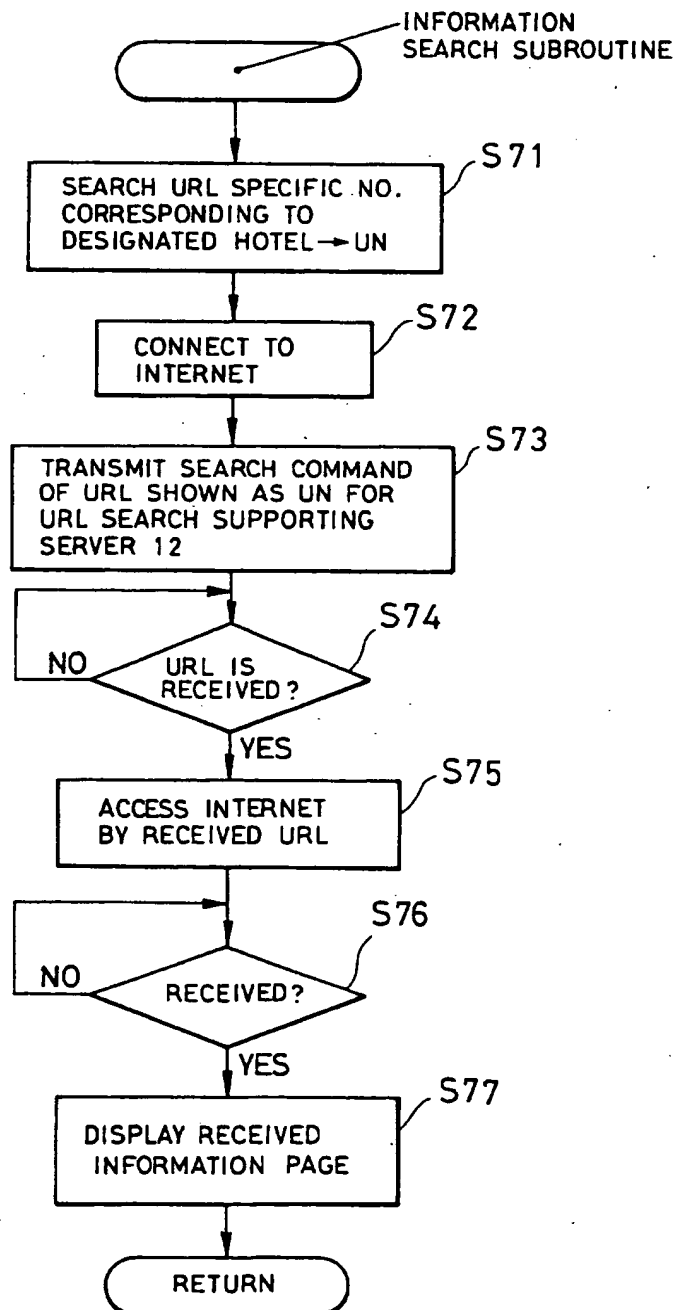 INFORMATION
SEARCH SUBROUTINE
S71
SEARCH URL SPECIFIC NO.
CORRESPONDING TO
DESIGNATED HOTEL→UN
S72
CONNECT TO
INTERNET
S73
TRANSMIT SEARCH COMMAND
OF URL SHOWN AS UN FOR
URL SEARCH SUPPORTING
SERVER 12
S74
NO
URL IS
RECEIVED?
YES
S75
ACCESS INTERNET
BY RECEIVED URL
S76
NO
RECEIVED?
YES
S77
DISPLAY RECEIVED
INFORMATION PAGE
RETURN